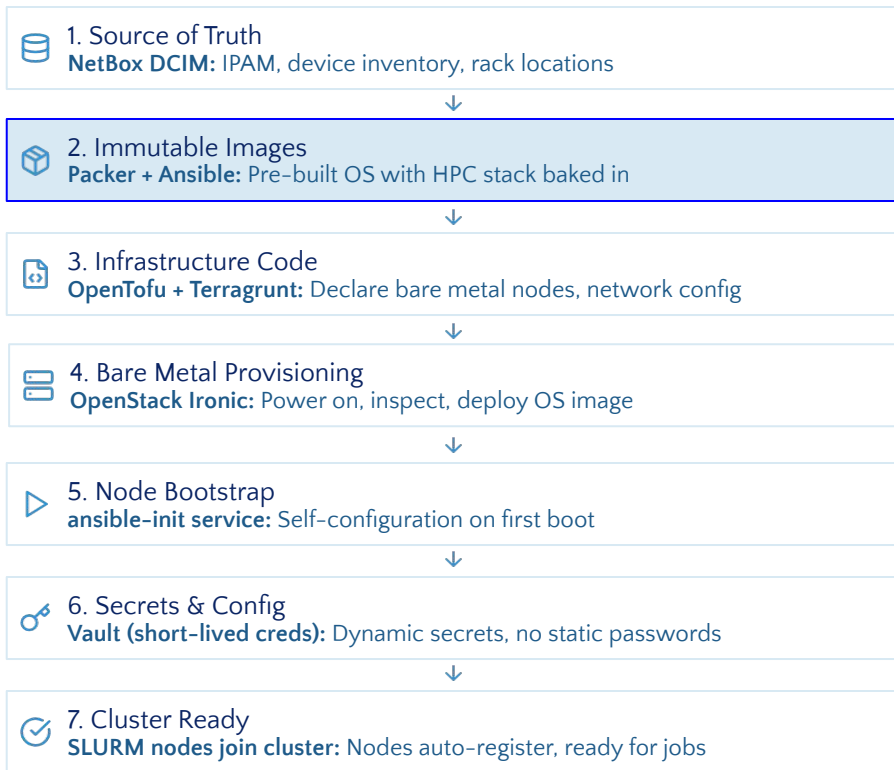 1. Source of Truth
NetBox DCIM: IPAM, device inventory, rack locations
2. Immutable Images
Packer + Ansible: Pre-built OS with HPC stack baked in
3. Infrastructure Code
OpenTofu + Terragrunt: Declare bare metal nodes, network config
4. Bare Metal Provisioning
OpenStack Ironic: Power on, inspect, deploy OS image
5. Node Bootstrap
ansible-init service: Self-configuration on first boot
6. Secrets & Config
Vault (short-lived creds): Dynamic secrets, no static passwords
7. Cluster Ready
SLURM nodes join cluster: Nodes auto-register, ready for jobs